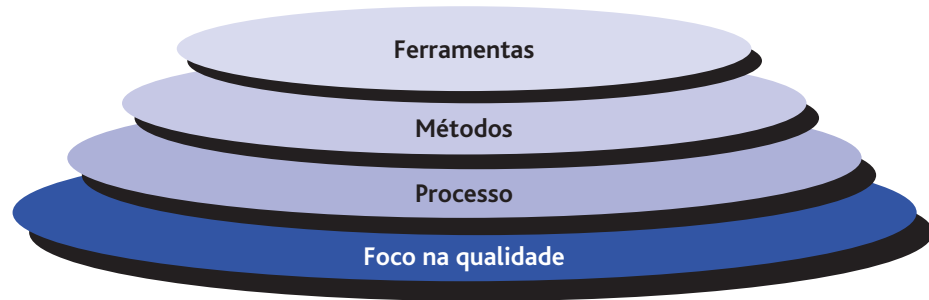 Ferramentas
Métodos
Processo
Foco na qualidade